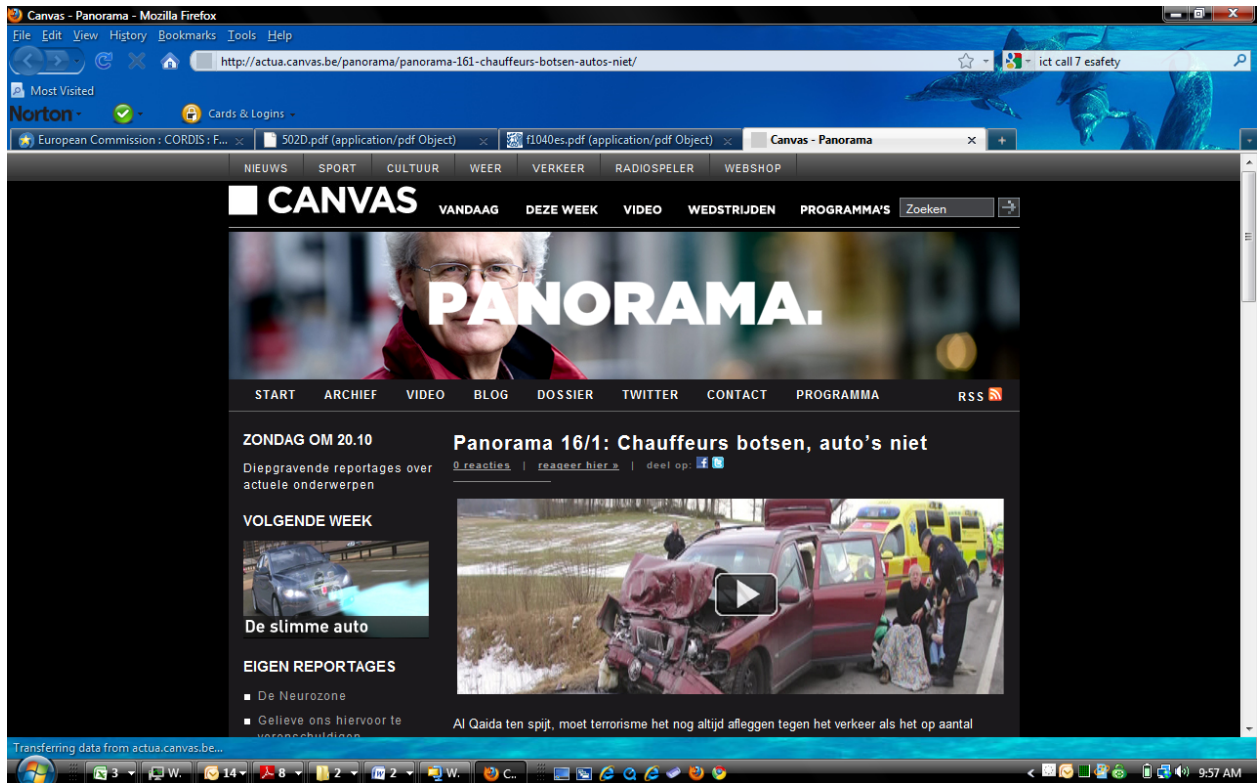 Canvas - Panorama - Mozilla Firefox
File Edit View History Bookmarks Tools Help
http://actua.canvas.be/panorama/panorama-161-chauffeurs-botsen-autos-niet/
ict call 7 esafety
Most Visited
Norton
Cards & Logins
European Commission : CORDIS : F...
502D.pdf (application/pdf Object)
f1040es.pdf (application/pdf Object)
Canvas - Panorama
NIEUWS SPORT CULTUUR WEER VERKEER RADIOSPELER WEBSHOP
CANVAS VANDAAG DEZE WEEK VIDEO WEDSTRIJDEN PROGRAMMA'S Zoeken
PANORAMA.
START ARCHIEF VIDEO BLOG DOSSIER TWITTER CONTACT PROGRAMMA RSS
ZONDAG OM 20.10
Diepgravende reportages over
actuele onderwerpen
VOLGENDE WEEK
De slimme auto
EIGEN REPORTAGES
De Neurozone
Gelieve ons hiervoor te
verontschuldigen
Panorama 16/1: Chauffeurs botsen, auto's niet
0 reacties | reageer hier » | deel op:
Al Qaida ten spijt, moet terrorisme het nog altijd afleggen tegen het verkeer als het op aantal
Transferring data from actua.canvas.be...
3 W. 14 8 2 2 W. C.. 9:57 AM